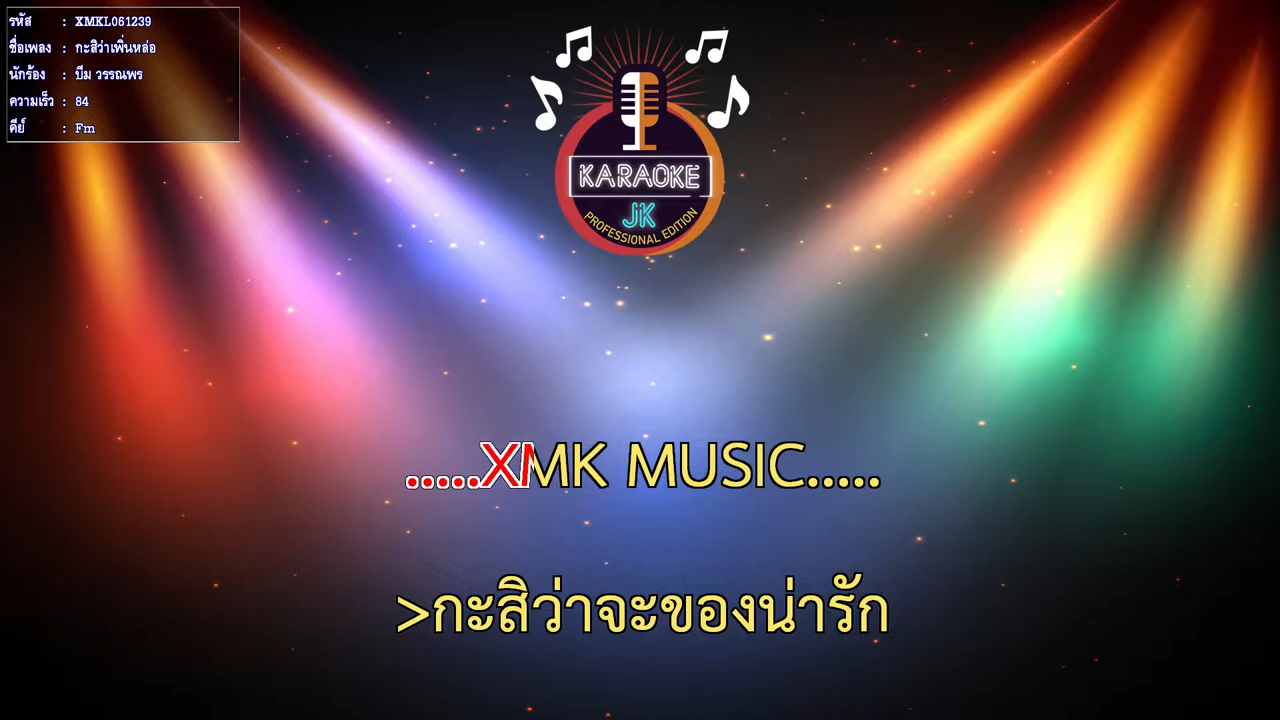 รหัส : XMKL061239
ชื่อเพลง : กะสิว่าเพิ่นหล่อ
นักร้อง : บีม วรรณพร
ความเร็ว : 84
คีย์ : Fm
KARAOKE
JK
PROFESSIONAL EDITION
.....XMK MUSIC.....
>กะสิว่าจะของน่ารัก